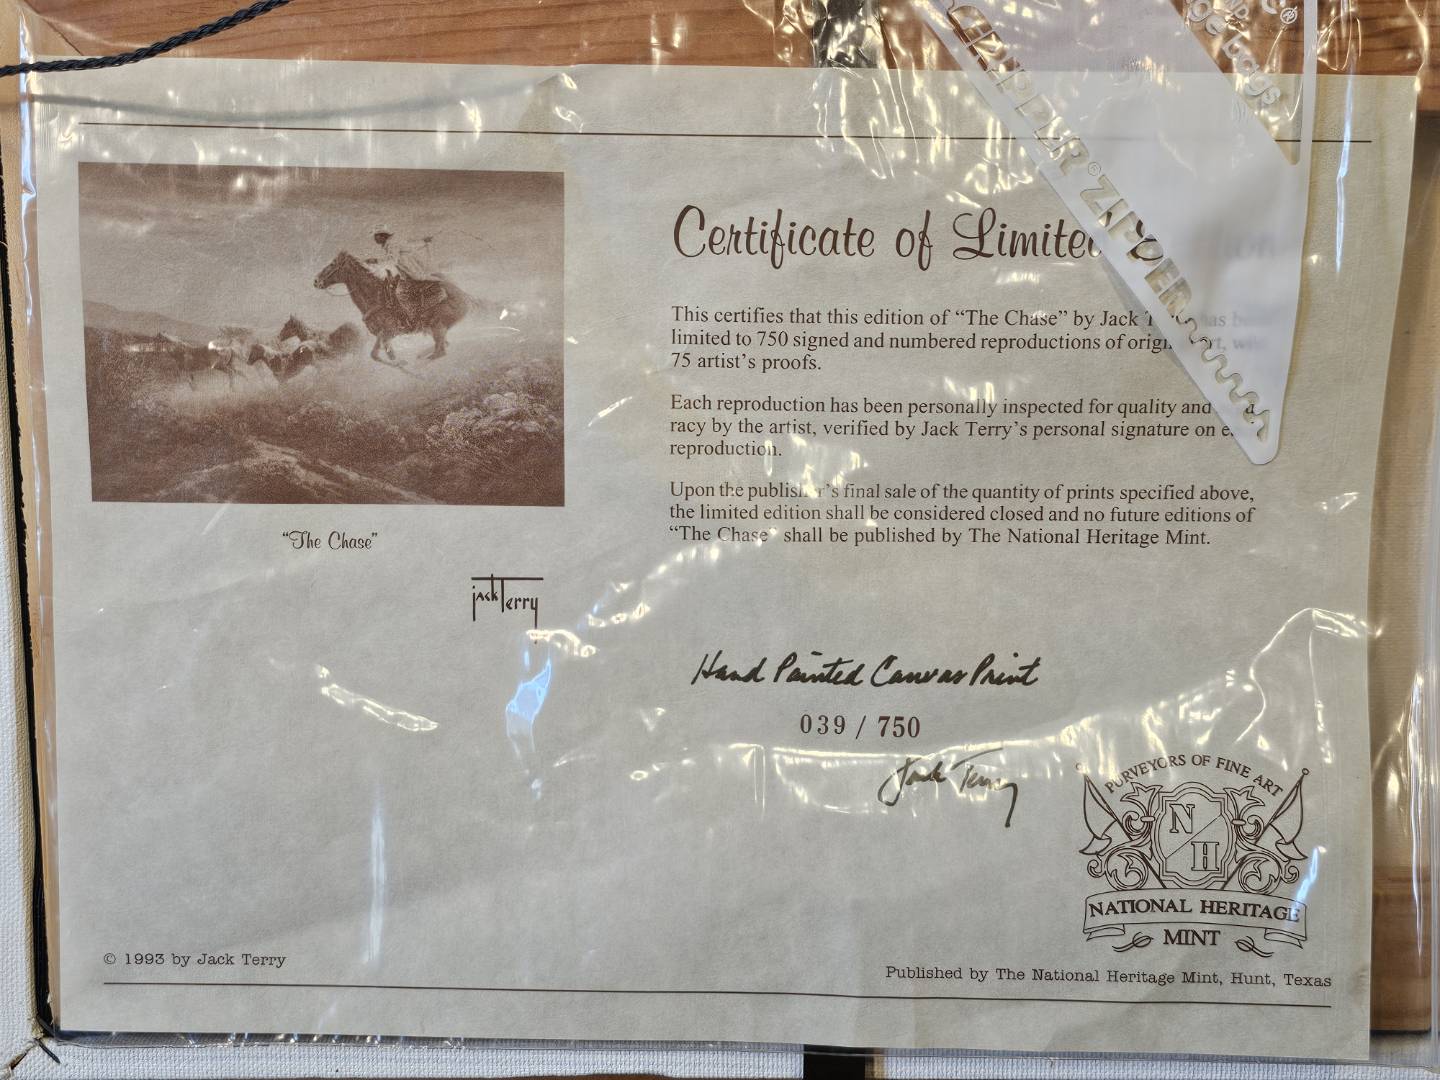 ZIPPER® ZIPPER
ge bags
Certificate of Limited
This certifies that this edition of “The Chase” by Jack
limited to 750 signed and numbered reproductions of
75 artist’s proofs.
Each reproduction has been personally inspected for quality and
racy by the artist, verified by Jack Terry’s personal signature on
reproduction.
Upon the publisher’s final sale of the quantity of prints specified above,
the limited edition shall be considered closed and no future editions of
“The Chase” shall be published by The National Heritage Mint.
“The Chase”
jack Terry
Hand Painted Canvas Print
039 / 750
Jack Terry
PURVEYORS OF FINE ART
N
H
NATIONAL HERITAGE
MINT
© 1993 by Jack Terry
Published by The National Heritage Mint, Hunt, Texas